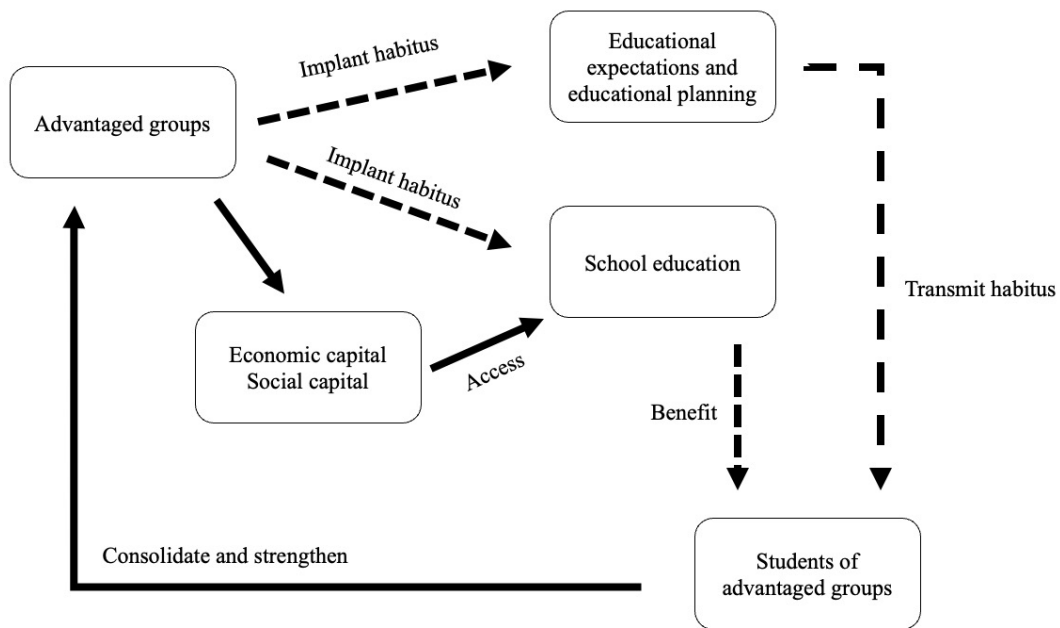 Implant habitus
Educational
expectations and
educational planning
Advantaged groups
Implant habitus
School education
Transmit habitus
Economic capital
Social capital
Access
Benefit
Consolidate and strengthen
Students of
advantaged groups